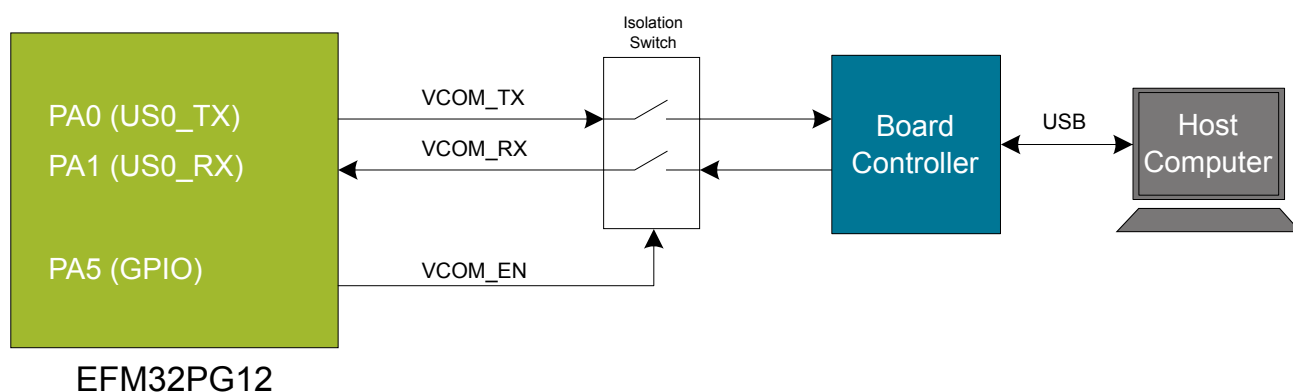 Isolation
Switch
PA0 (US0_TX)
VCOM_TX
PA1 (US0_RX)
VCOM_RX
Board
Controller
USB
Host
Computer
PA5 (GPIO)
VCOM_EN
EFM32PG12